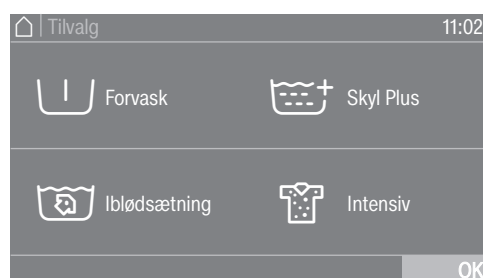 Tilvalg 11:02
Forvask Skyl Plus
Iblødsætning Intensiv
OK